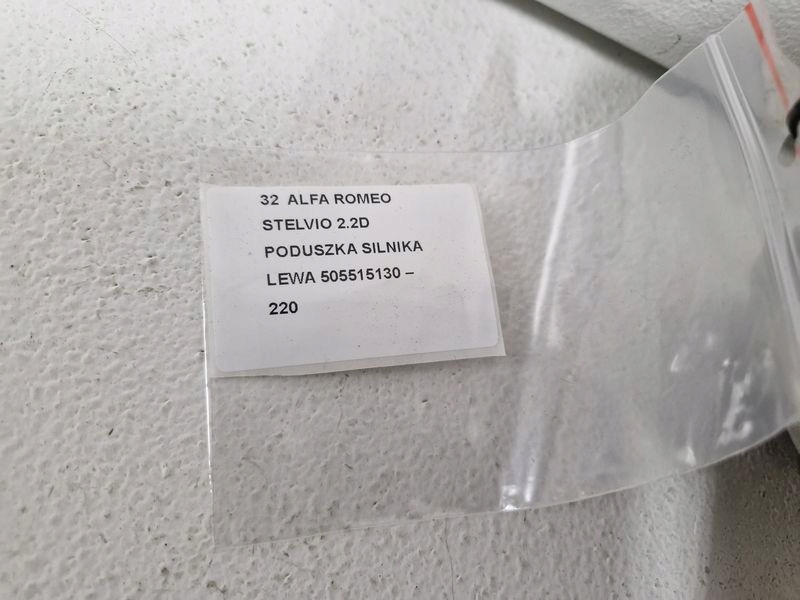 32 ALFA ROMEO
STELVIO 2.2D
PODUSZKA SILNIKA
LEWA 505515130 –
220